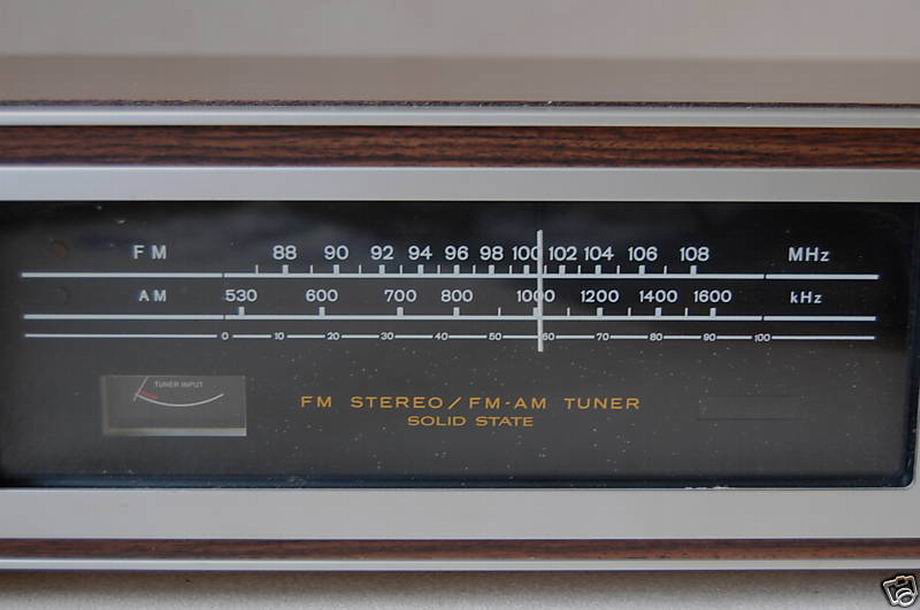 FM 88 90 92 94 96 98 100 102 104 106 108 MHz
AM 530 600 700 800 1000 1200 1400 1600 kHz
0 10 20 30 40 50 60 70 80 90 100
TUNER INPUT
FM STEREO/FM-AM TUNER
SOLID STATE